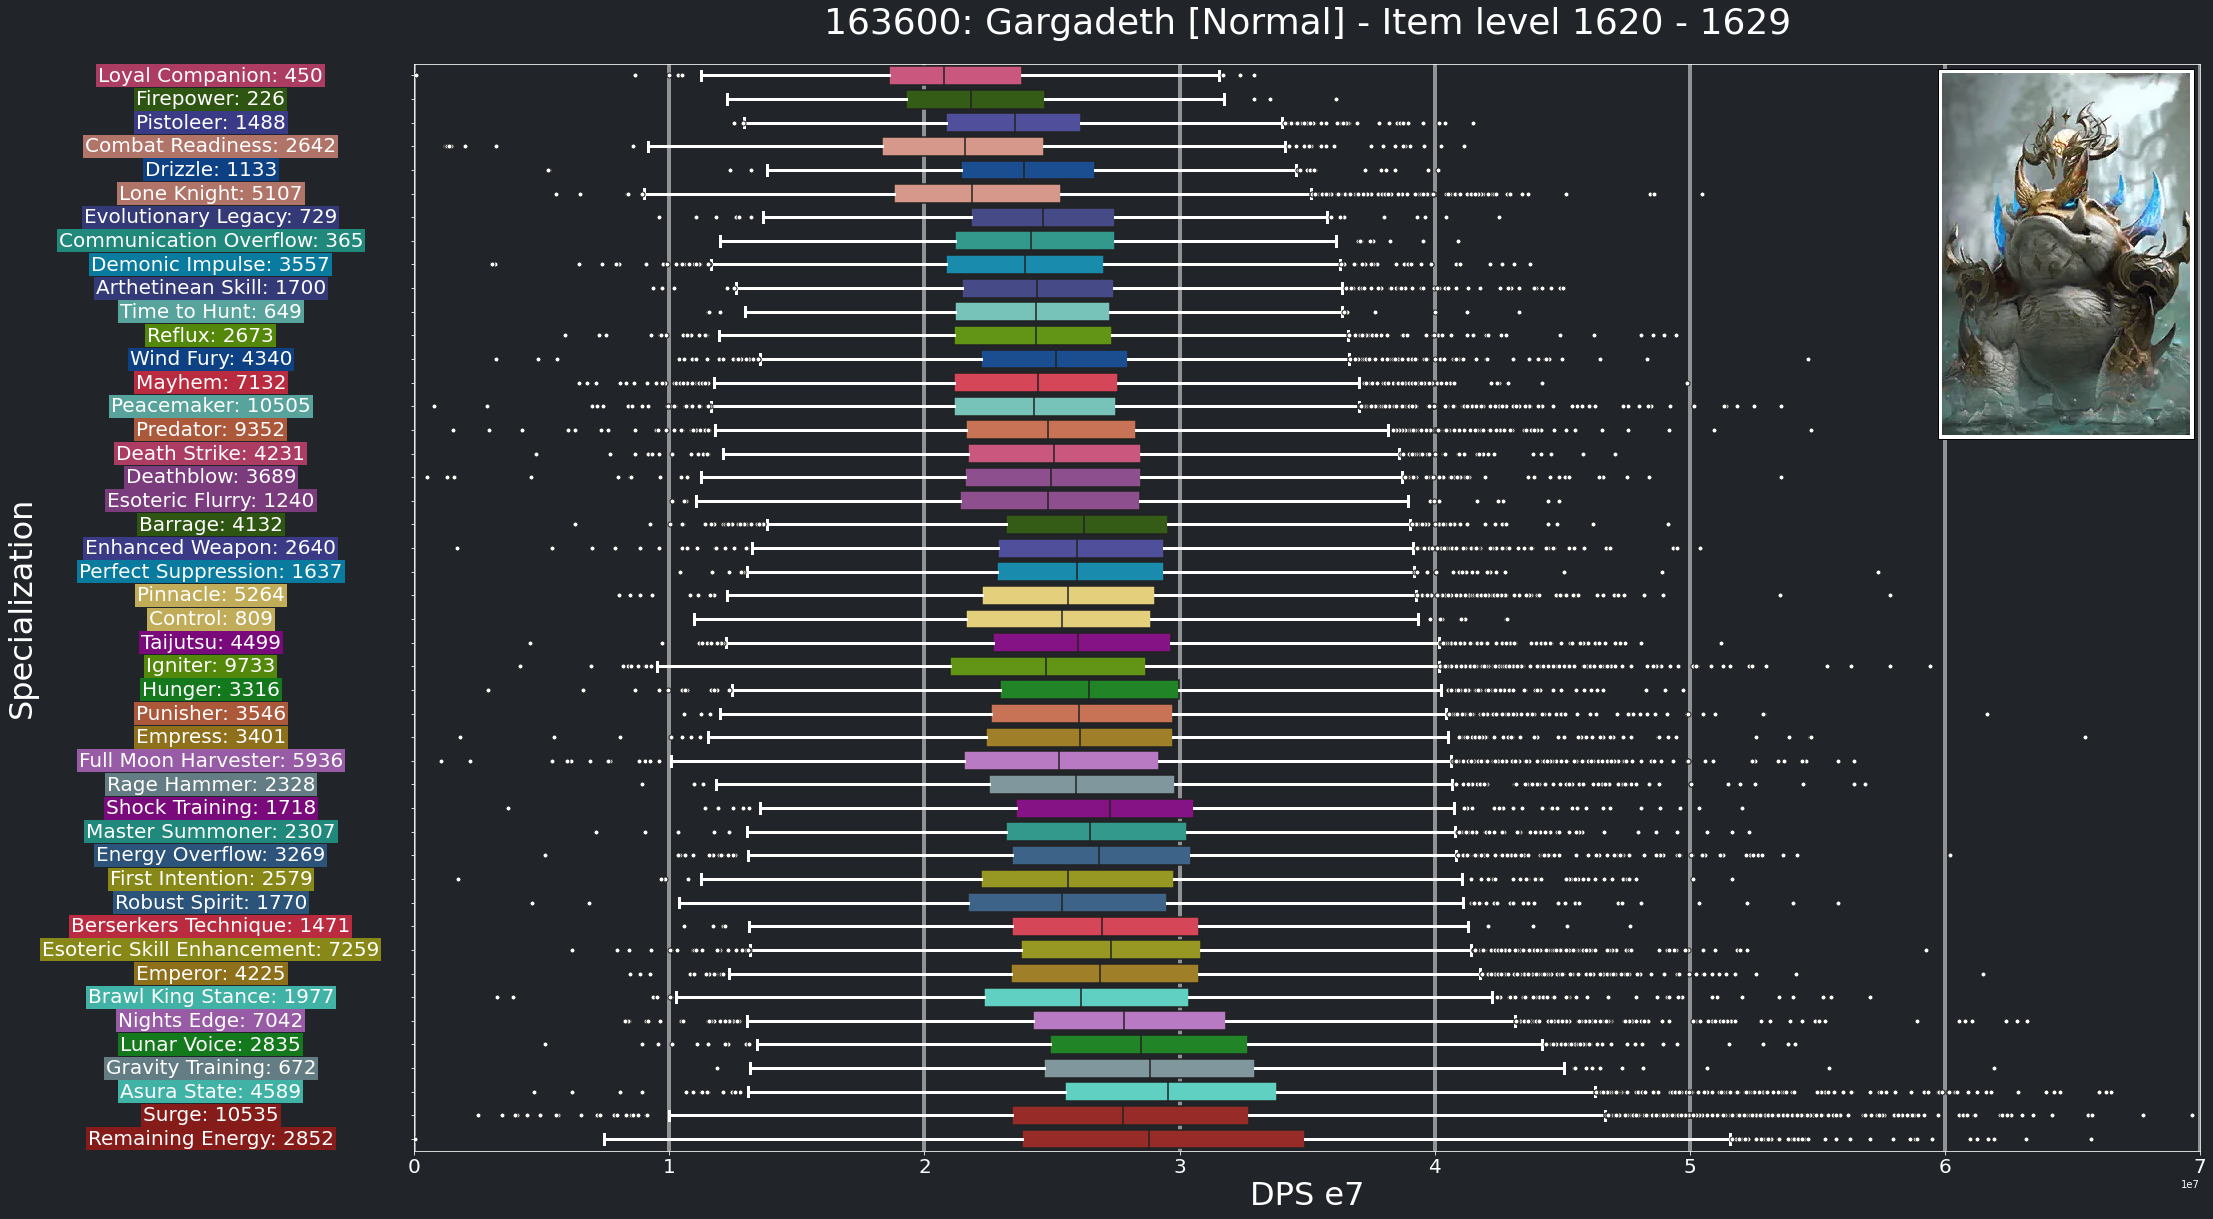 163600: Gargadeth [Normal] - Item level 1620 - 1629
Specialization
Loyal Companion: 450
Firepower: 226
Pistoleer: 1488
Combat Readiness: 2642
Drizzle: 1133
Lone Knight: 5107
Evolutionary Legacy: 729
Communication Overflow: 365
Demonic Impulse: 3557
Arthetinean Skill: 1700
Time to Hunt: 649
Reflux: 2673
Wind Fury: 4340
Mayhem: 7132
Peacemaker: 10505
Predator: 9352
Death Strike: 4231
Deathblow: 3689
Esoteric Flurry: 1240
Barrage: 4132
Enhanced Weapon: 2640
Perfect Suppression: 1637
Pinnacle: 5264
Control: 809
Taijutsu: 4499
Igniter: 9733
Hunger: 3316
Punisher: 3546
Empress: 3401
Full Moon Harvester: 5936
Rage Hammer: 2328
Shock Training: 1718
Master Summoner: 2307
Energy Overflow: 3269
First Intention: 2579
Robust Spirit: 1770
Berserkers Technique: 1471
Esoteric Skill Enhancement: 7259
Emperor: 4225
Brawl King Stance: 1977
Nights Edge: 7042
Lunar Voice: 2835
Gravity Training: 672
Asura State: 4589
Surge: 10535
Remaining Energy: 2852
0 1 2 3 4 5 6 7
DPS e7
1e7